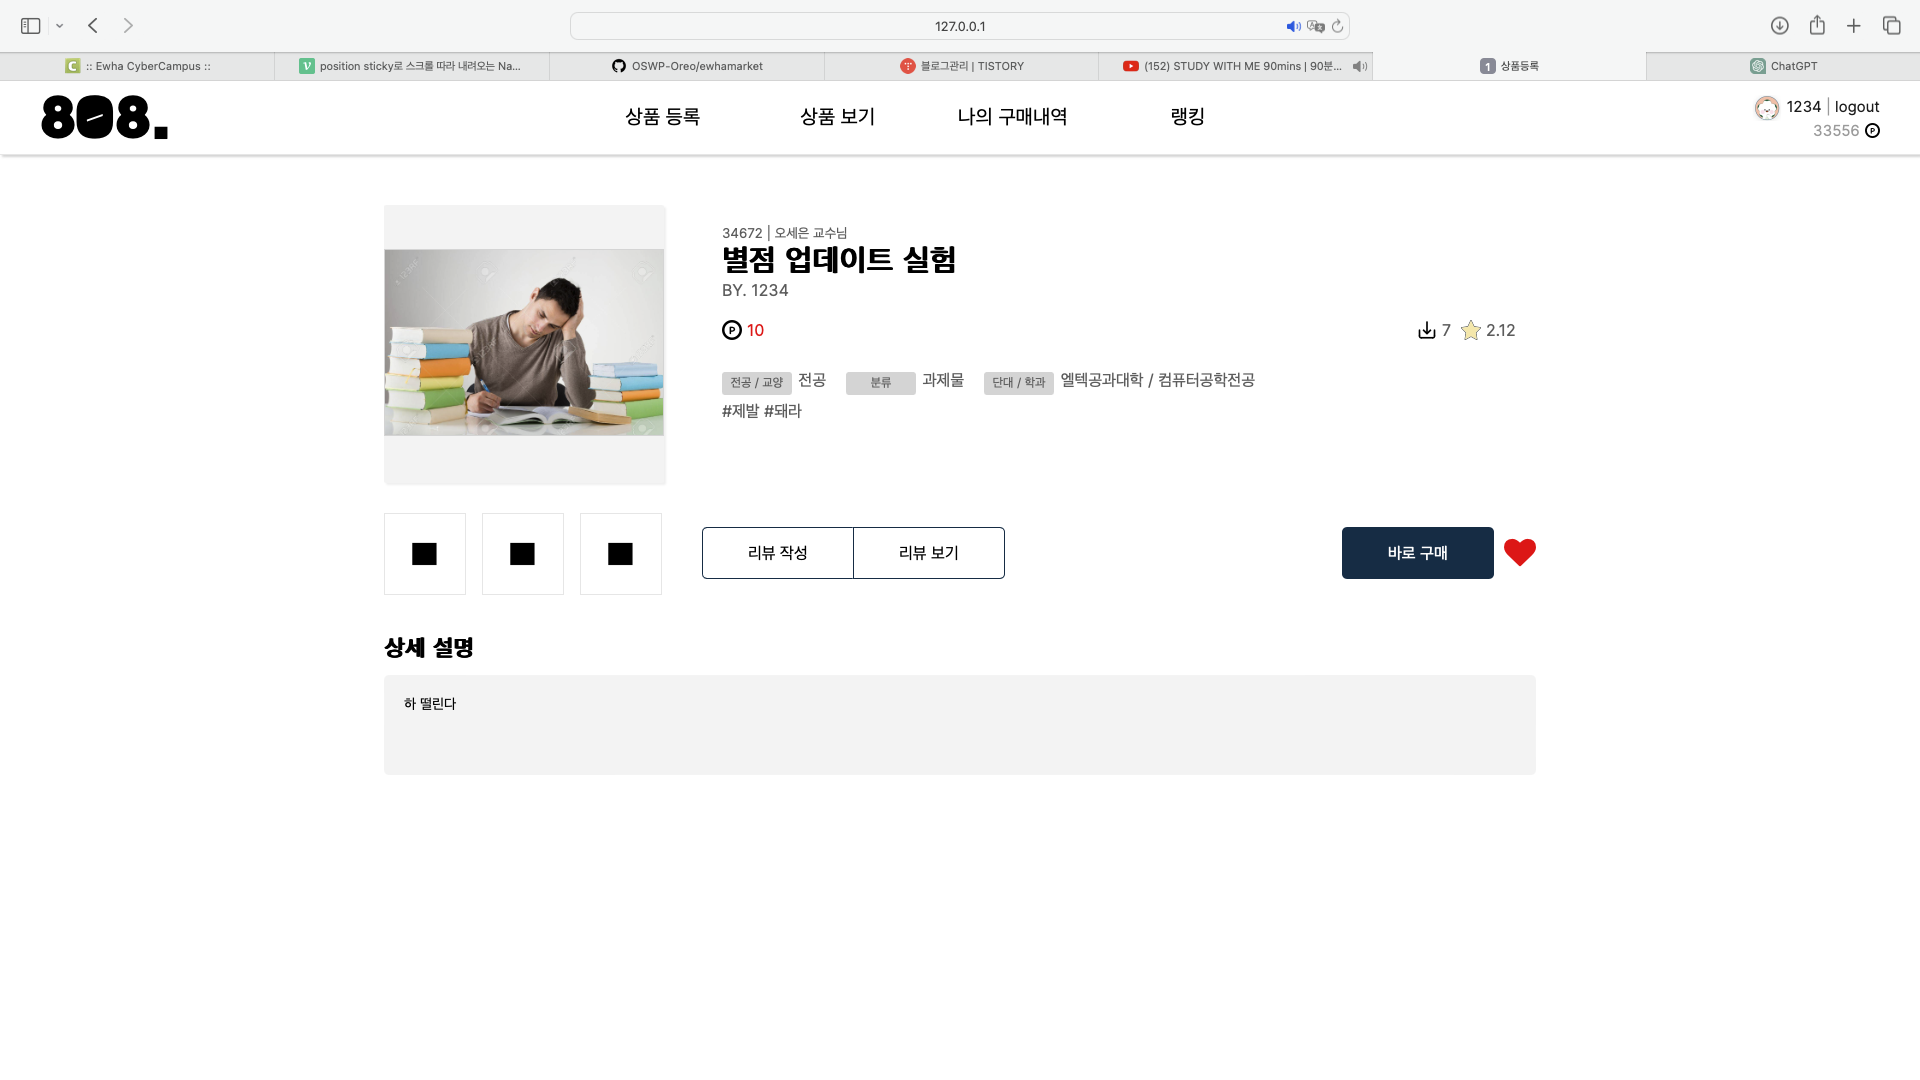 127.0.0.1
:: Ewha CyberCampus ::
position sticky로 스크롤 따라 내려오는 Na...
OSWP-Oreo/ewhamarket
블로그관리 | TISTORY
(152) STUDY WITH ME 90mins | 90분...
1 상품등록
ChatGPT
808.
상품 등록
상품 보기
나의 구매내역
랭킹
1234 | logout
33556 P
34672 | 오세은 교수님
별점 업데이트 실험
BY. 1234
P 10
7
2.12
전공 / 교양 전공 분류 과제물 단대 / 학과 엘텍공과대학 / 컴퓨터공학전공
#제발 #돼라
리뷰 작성
리뷰 보기
바로 구매
상세 설명
하 떨린다